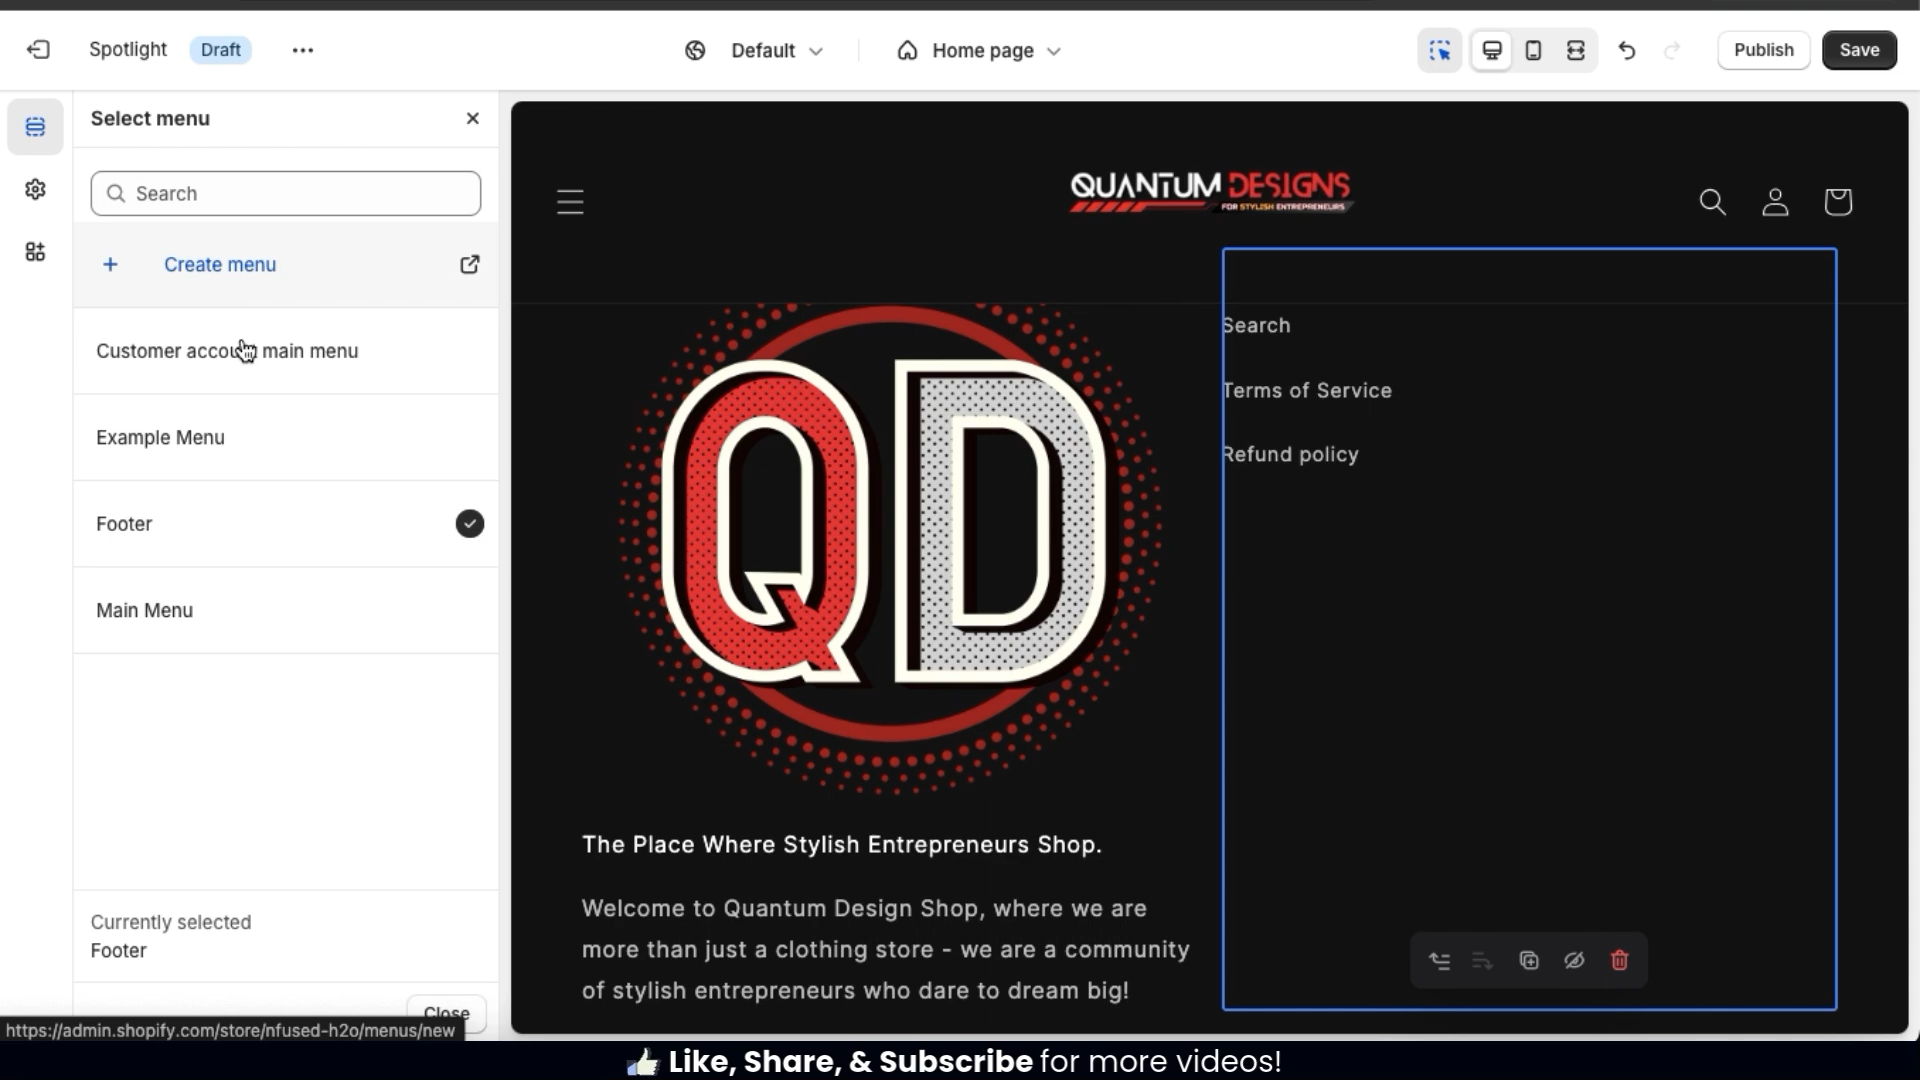 Spotlight Draft Default Home page Publish Save
Select menu
Search
Create menu
Customer account main menu
Example Menu
Footer
Main Menu
Currently selected
Footer
Close
https://admin.shopify.com/store/nfused-h2o/menus/new
QUANTUM DESIGNS
FOR STYLISH ENTREPRENEURS
Search
Terms of Service
Refund policy
QD
The Place Where Stylish Entrepreneurs Shop.
Welcome to Quantum Design Shop, where we are
more than just a clothing store - we are a community
of stylish entrepreneurs who dare to dream big!
Like, Share, & Subscribe for more videos!